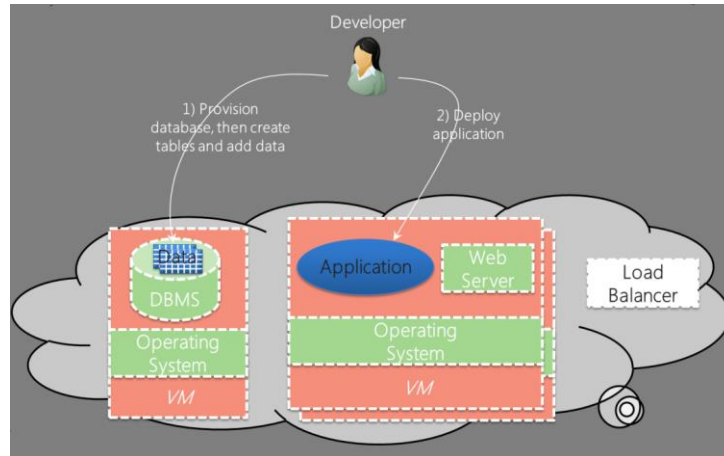 Developer
1) Provision
database, then create
tables and add data
2) Deploy
application
Data
DBMS
Operating
System
VM
Application
Web
Server
Operating
System
VM
Load
Balancer